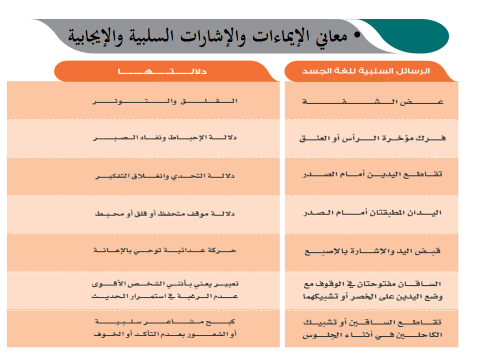 • معاني الإيماءات والإشارات السلبية والإيجابية
الرسائل السلبية للغة الجسد
دلالتها
عض الشفة
القلق والتوتر
فرك مؤخرة الرأس أو العنق
دلالة الإحباط ونفاد الصبر
تقاطع اليدين أمام الصدر
دلالة التحدي وانغلاق التفكير
اليدان المطبقتان أمام الصدر
دلالة موقف متحفظ أو قلق أو محبط
قبض اليد والإشارة بالإصبع
حركة عدائية توحي بالإهانة
الساقان مفتوحتان في الوقوف مع
وضع اليدين على الخصر أو تشبيكهما
تعبير يعني بأنني الشخص الأقوى
عدم الرغبة في استمرار الحديث
تقاطع الساقين أو تشبيك
الكاحلين في أثناء الجلوس
كبح مشاعر سلبية
أو الشعور بعدم التأكد أو الخوف